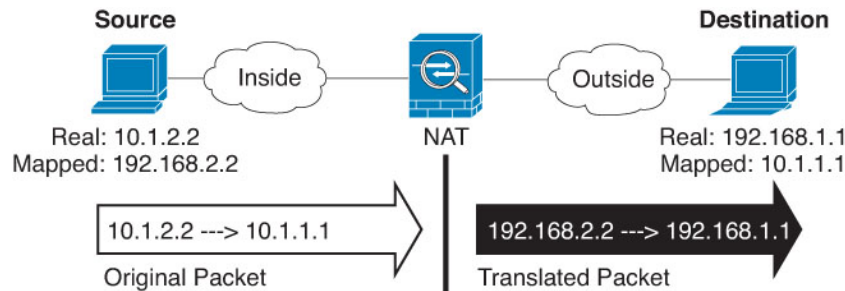 Source
Destination
Inside
Outside
Real: 10.1.2.2
Mapped: 192.168.2.2
NAT
Real: 192.168.1.1
Mapped: 10.1.1.1
10.1.2.2 ---> 10.1.1.1
192.168.2.2 ---> 192.168.1.1
Original Packet
Translated Packet